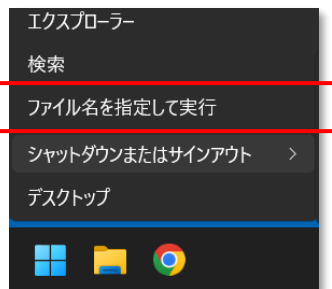 エクスプローラー
検索
ファイル名を指定して実行
シャットダウンまたはサインアウト
デスクトップ